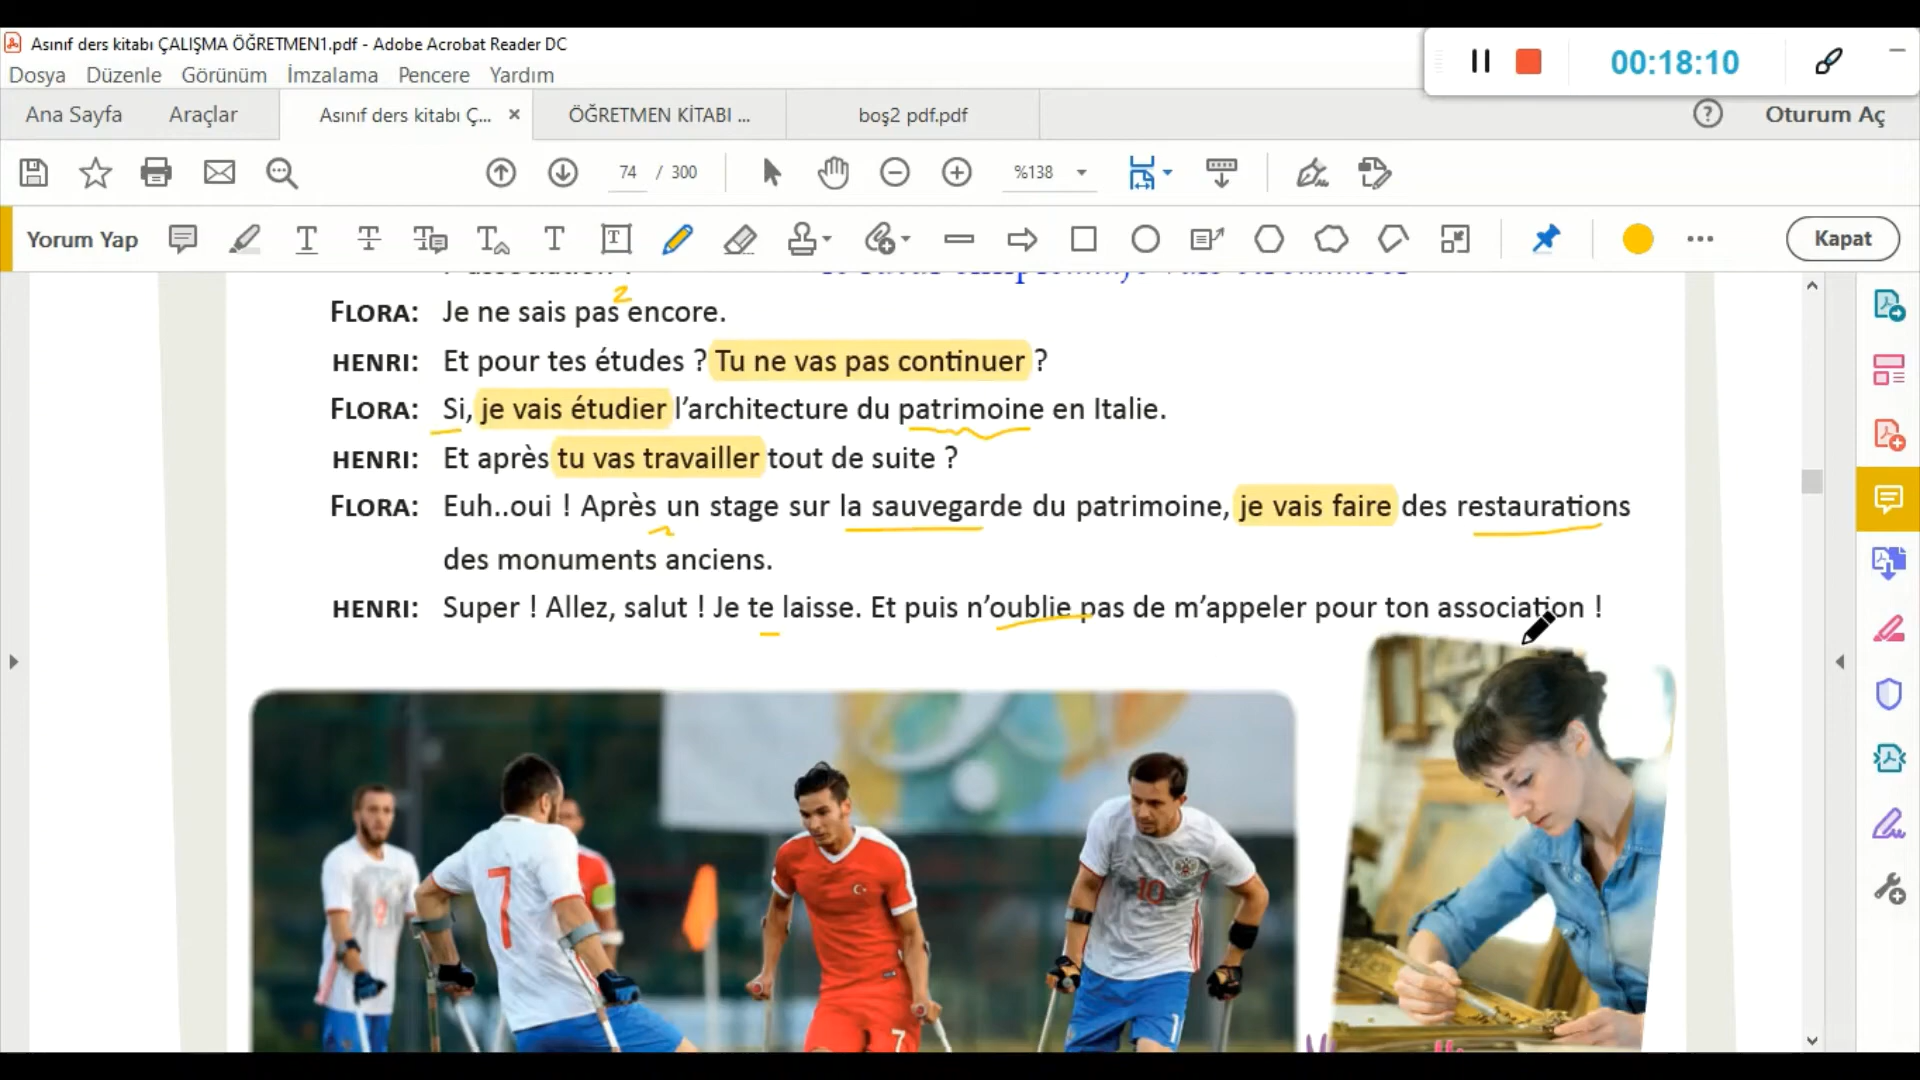 Asınıf ders kitabı ÇALIŞMA ÖĞRETMEN1.pdf - Adobe Acrobat Reader DC
00:18:10
Dosya Düzenle Görünüm İmzalama Pencere Yardım
Ana Sayfa Araçlar Asınıf ders kitabı Ç... × ÖĞRETMEN KİTABI ... boş2 pdf.pdf ? Oturum Aç
74 / 300 %138
Yorum Yap Kapat
2
FLORA: Je ne sais pas encore.
HENRI: Et pour tes études ? Tu ne vas pas continuer ?
FLORA: Si, je vais étudier l’architecture du patrimoine en Italie.
HENRI: Et après tu vas travailler tout de suite ?
FLORA: Euh..oui ! Après un stage sur la sauvegarde du patrimoine, je vais faire des restaurations
des monuments anciens.
HENRI: Super ! Allez, salut ! Je te laisse. Et puis n’oublie pas de m’appeler pour ton association !
7
10
7
1